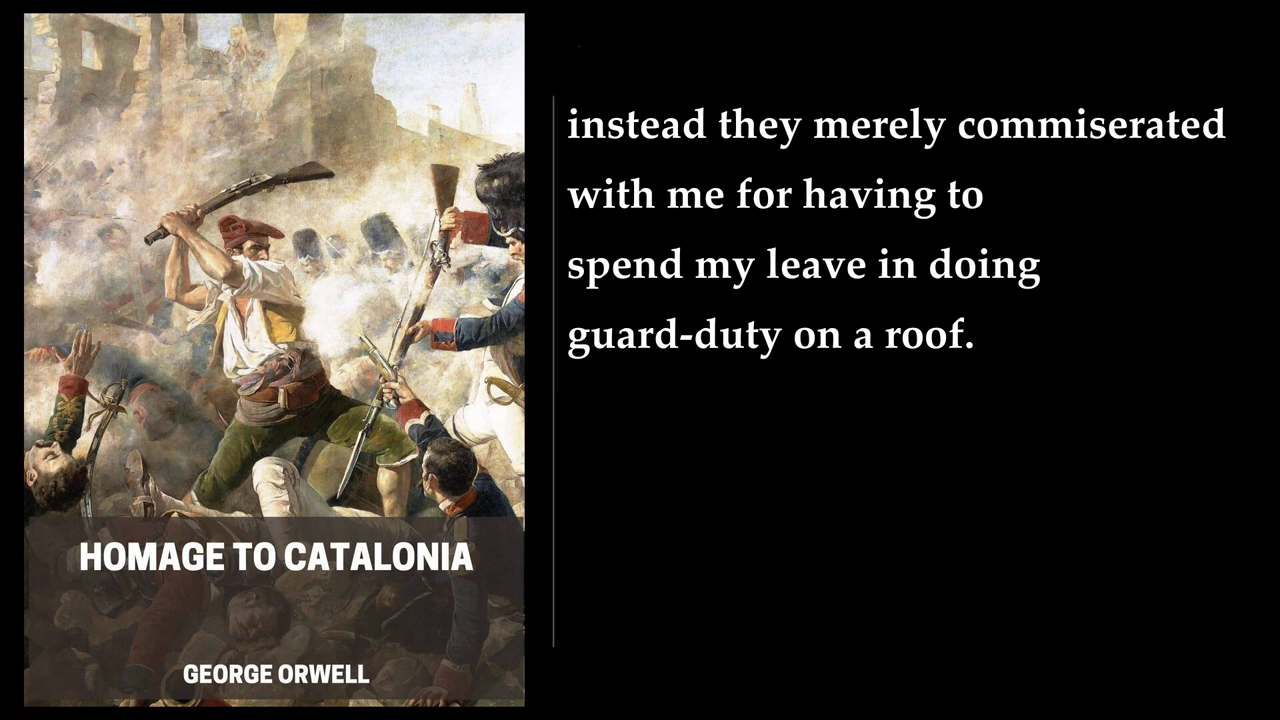 HOMAGE TO CATALONIA
GEORGE ORWELL
instead they merely commiserated
with me for having to
spend my leave in doing
guard-duty on a roof.